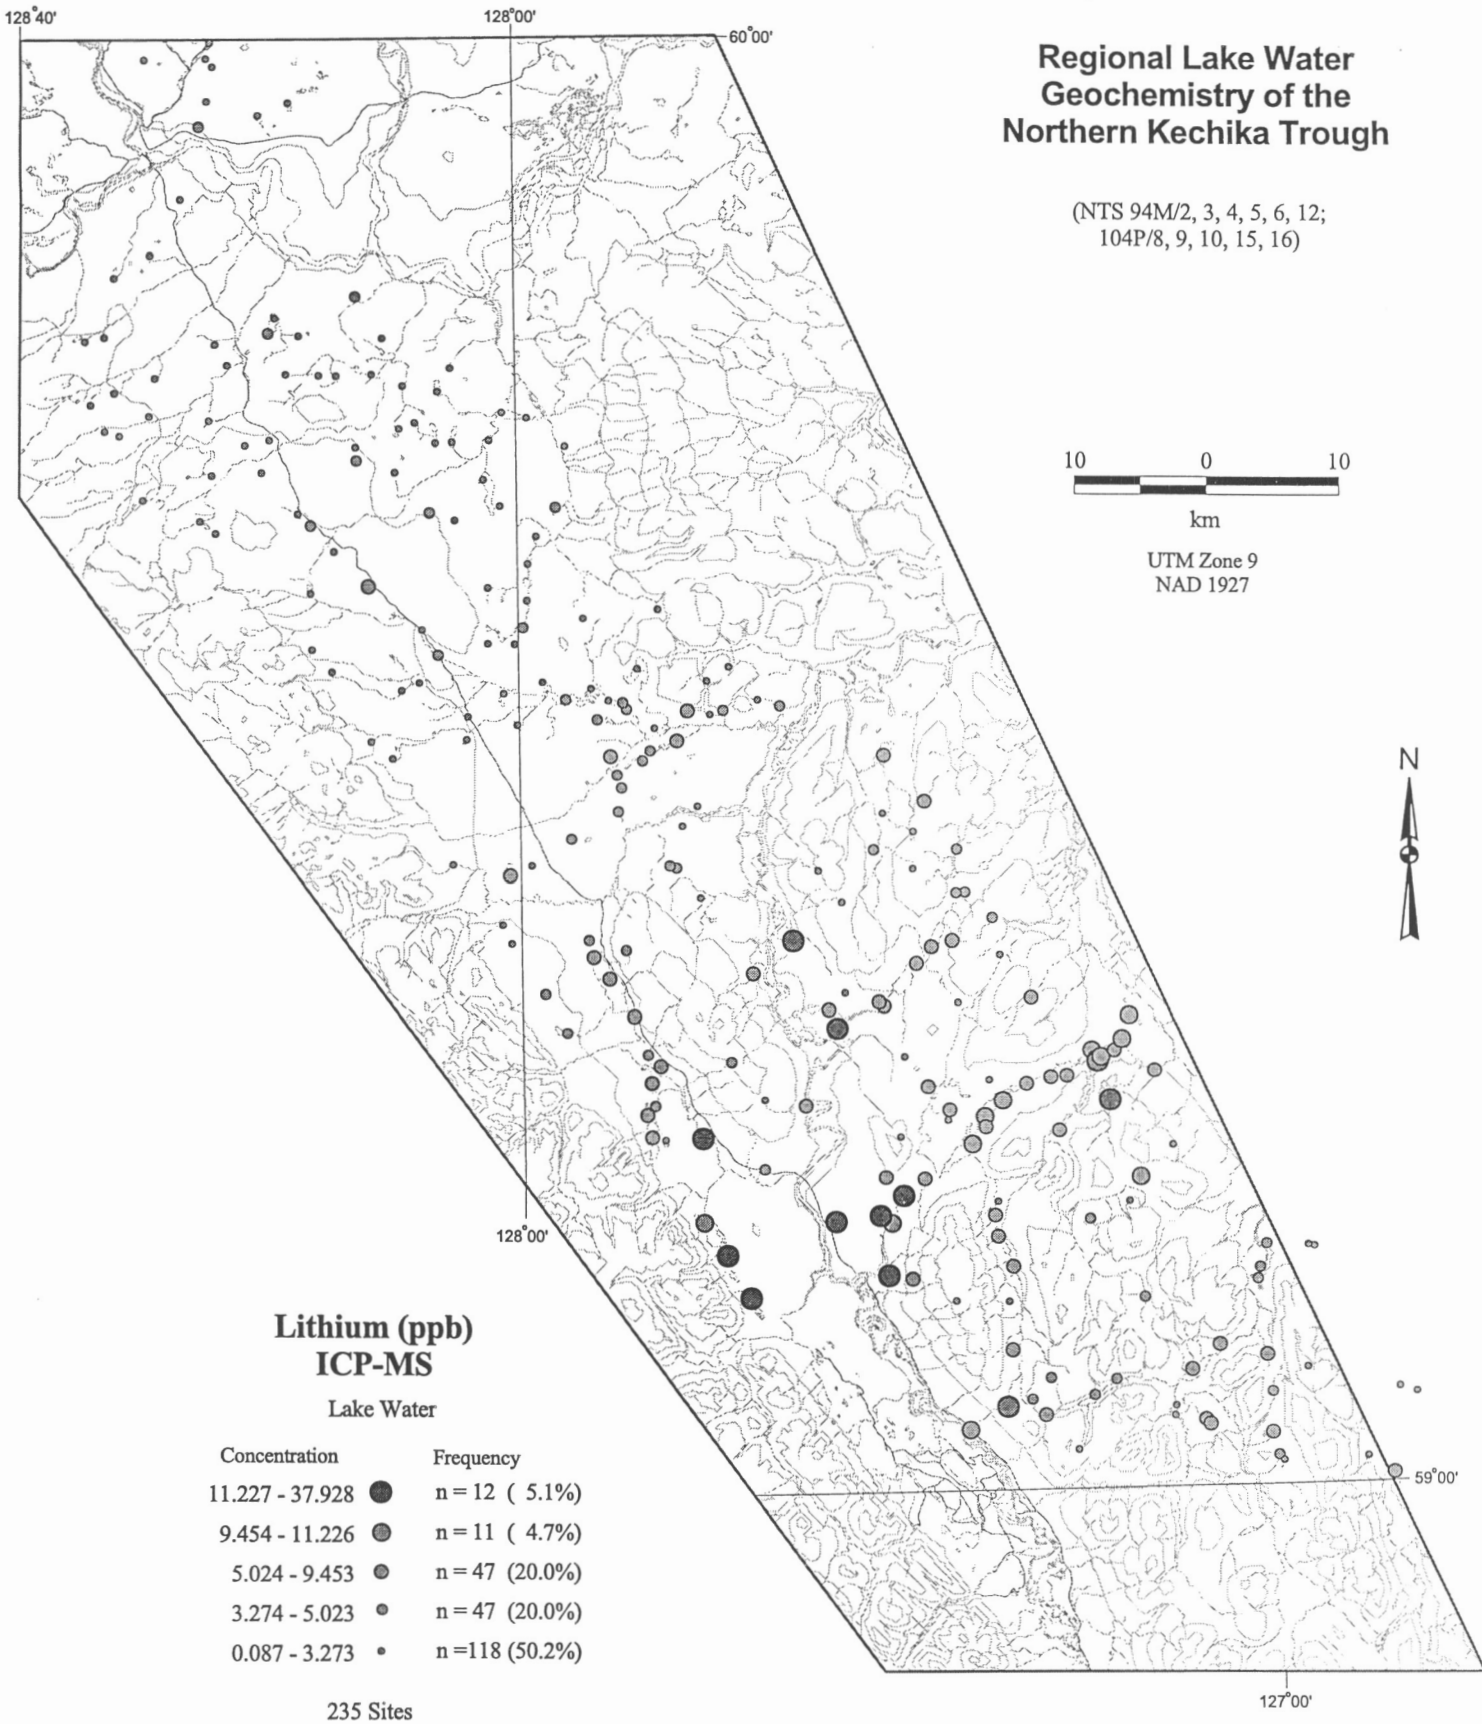 128°40'
128°00'
60°00'
Regional Lake Water
Geochemistry of the
Northern Kechika Trough
(NTS 94M/2, 3, 4, 5, 6, 12;
104P/8, 9, 10, 15, 16)
10 0 10
km
UTM Zone 9
NAD 1927
N
128°00'
Lithium (ppb)
ICP-MS
Lake Water
Concentration Frequency
11.227 - 37.928 n = 12 ( 5.1%)
9.454 - 11.226 n = 11 ( 4.7%)
5.024 - 9.453 n = 47 (20.0%)
3.274 - 5.023 n = 47 (20.0%)
0.087 - 3.273 n =118 (50.2%)
235 Sites
59°00'
127°00'